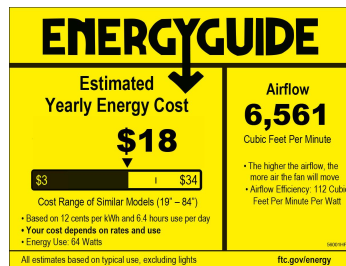 ENERGYGUIDE
Estimated
Yearly Energy Cost
$18
$3
$34
Cost Range of Similar Models (19" – 84")
• Based on 12 cents per kWh and 6.4 hours use per day
• Your cost depends on rates and use
• Energy Use: 64 Watts
Airflow
6,561
Cubic Feet Per Minute
• The higher the airflow, the
more air the fan will move
• Airflow Efficiency: 112 Cubic
Feet Per Minute Per Watt
All estimates based on typical use, excluding lights
ftc.gov/energy